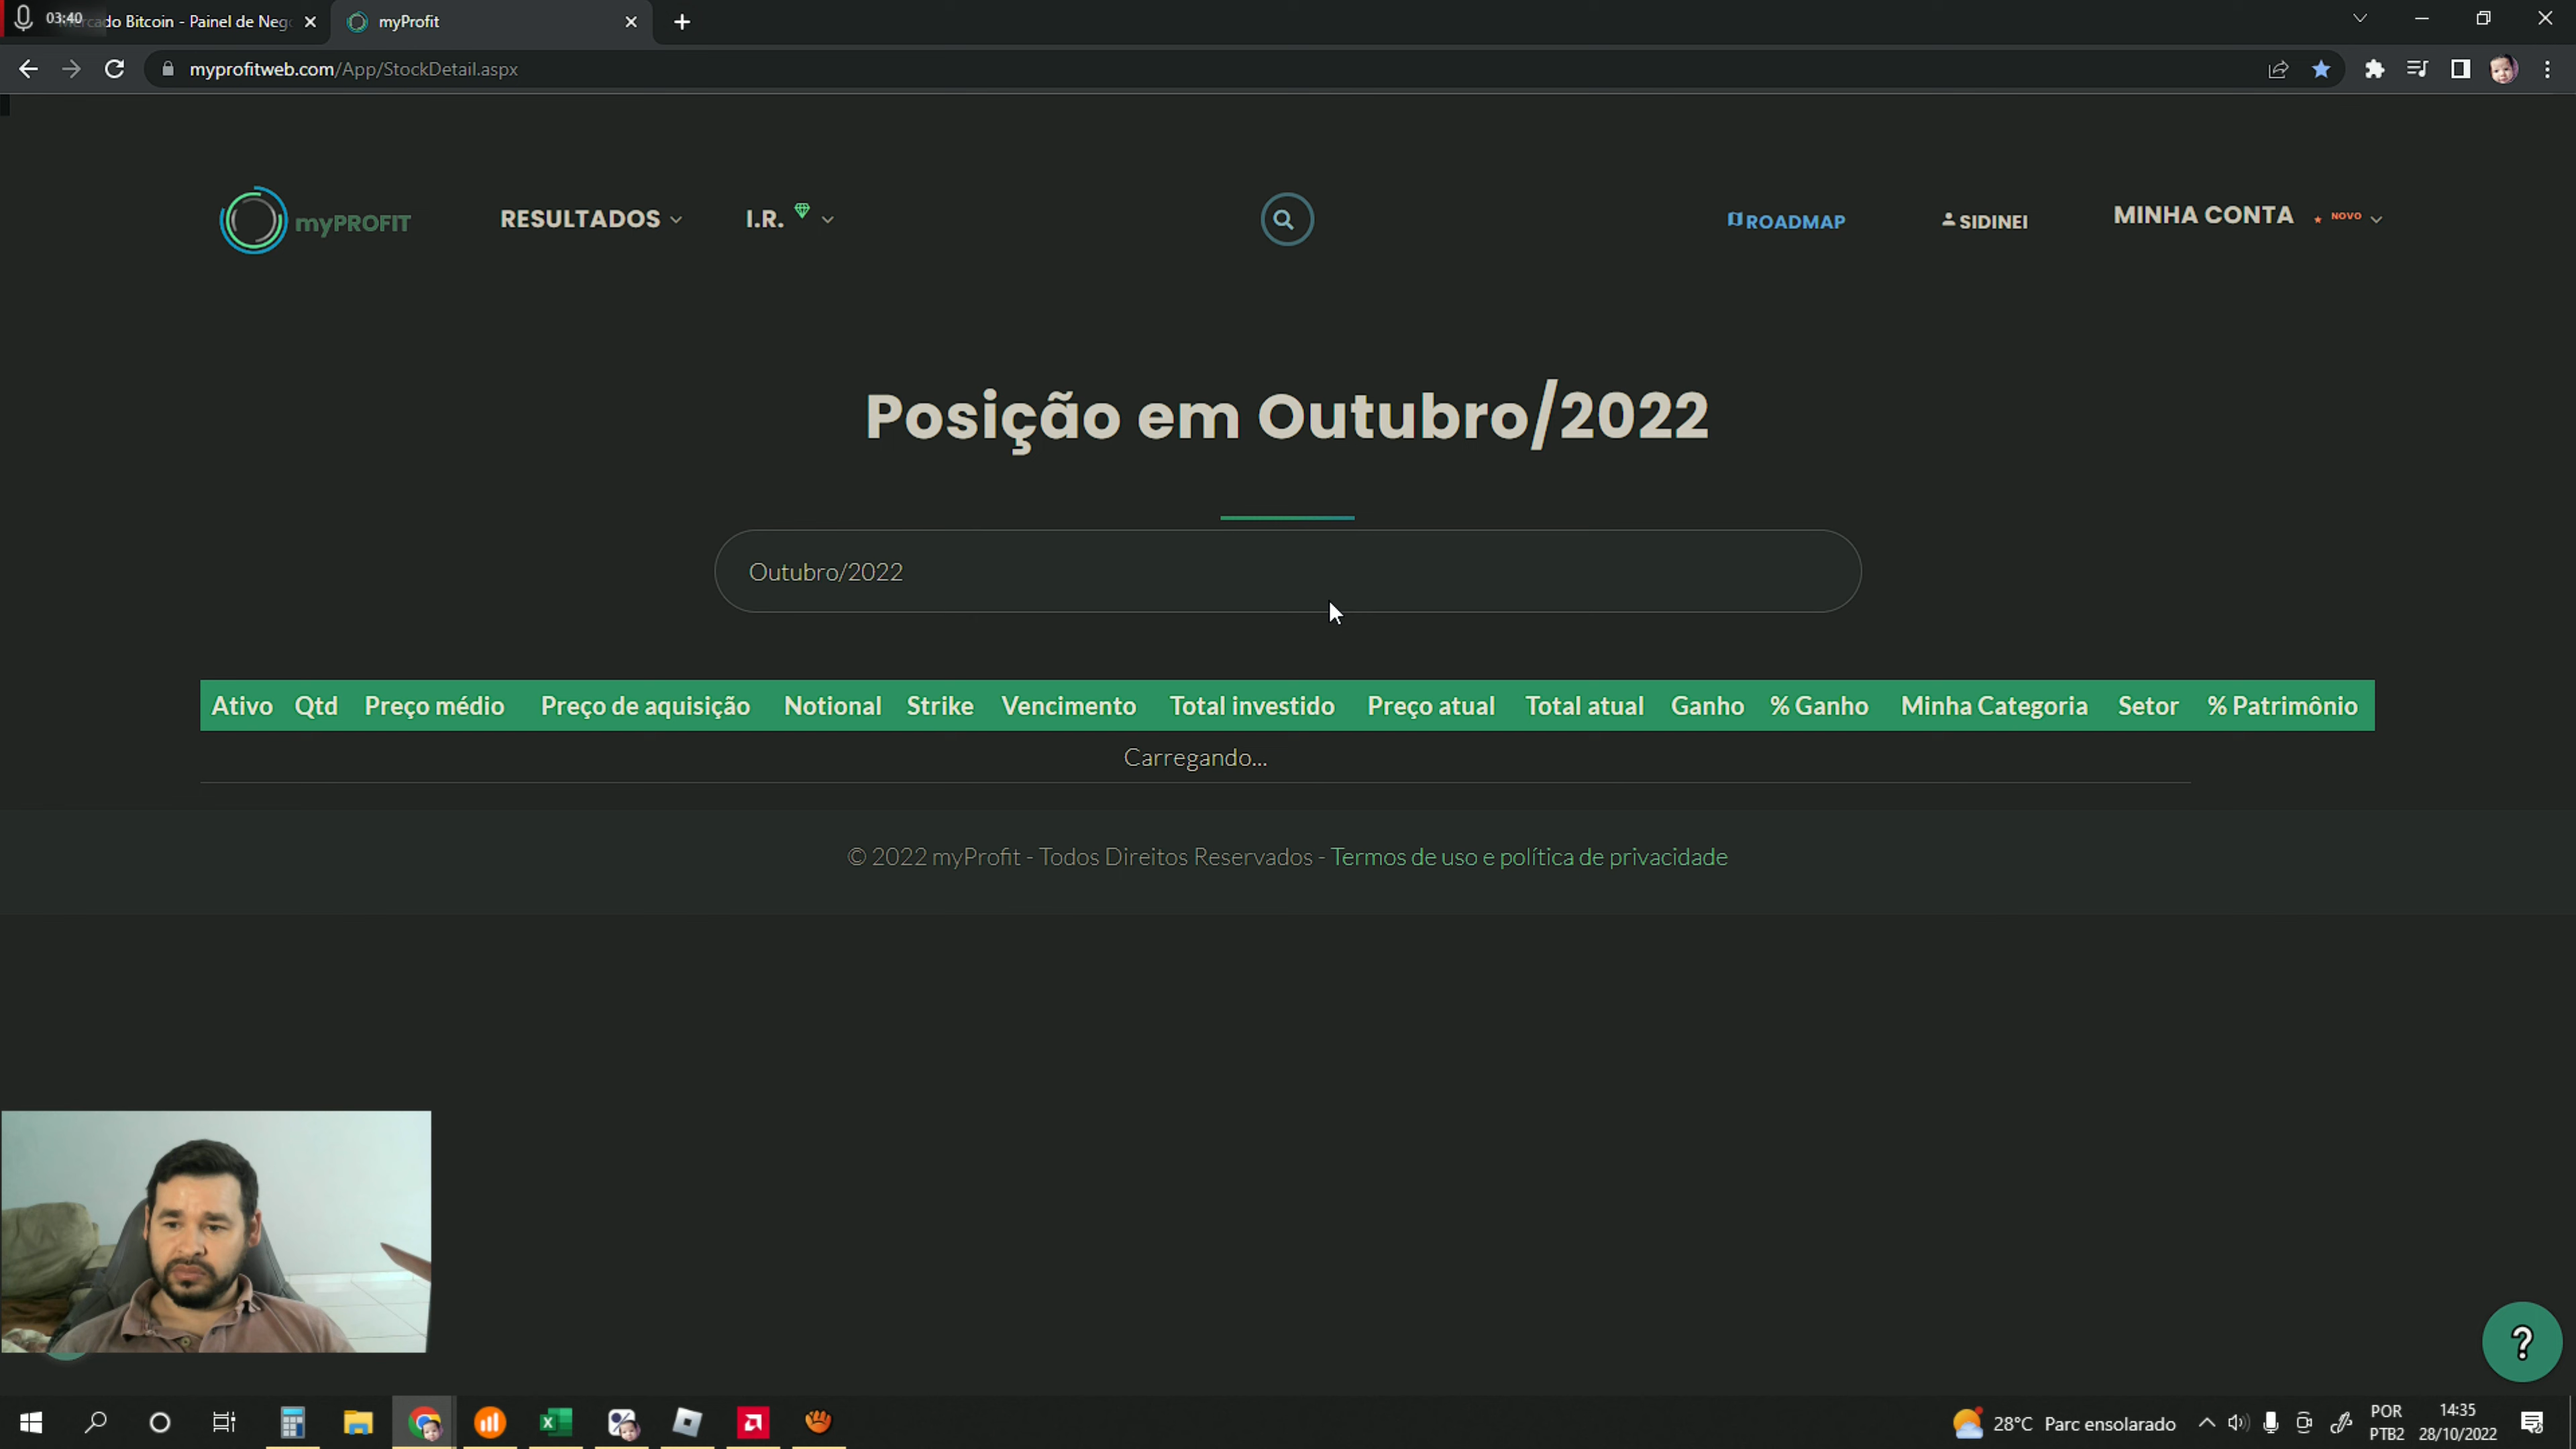 03:40
do Bitcoin - Painel de Neg
myProfit
myprofitweb.com/App/StockDetail.aspx
myPROFIT
RESULTADOS
I.R.
ROADMAP
SIDINEI
MINHA CONTA
NOVO
Posição em Outubro/2022
Outubro/2022
Ativo Qtd Preço médio Preço de aquisição Notional Strike Vencimento Total investido Preço atual Total atual Ganho % Ganho Minha Categoria Setor % Patrimônio
Carregando...
© 2022 myProfit - Todos Direitos Reservados - Termos de uso e política de privacidade
?
28°C Parc ensolarado
POR
PTB2
14:35
28/10/2022